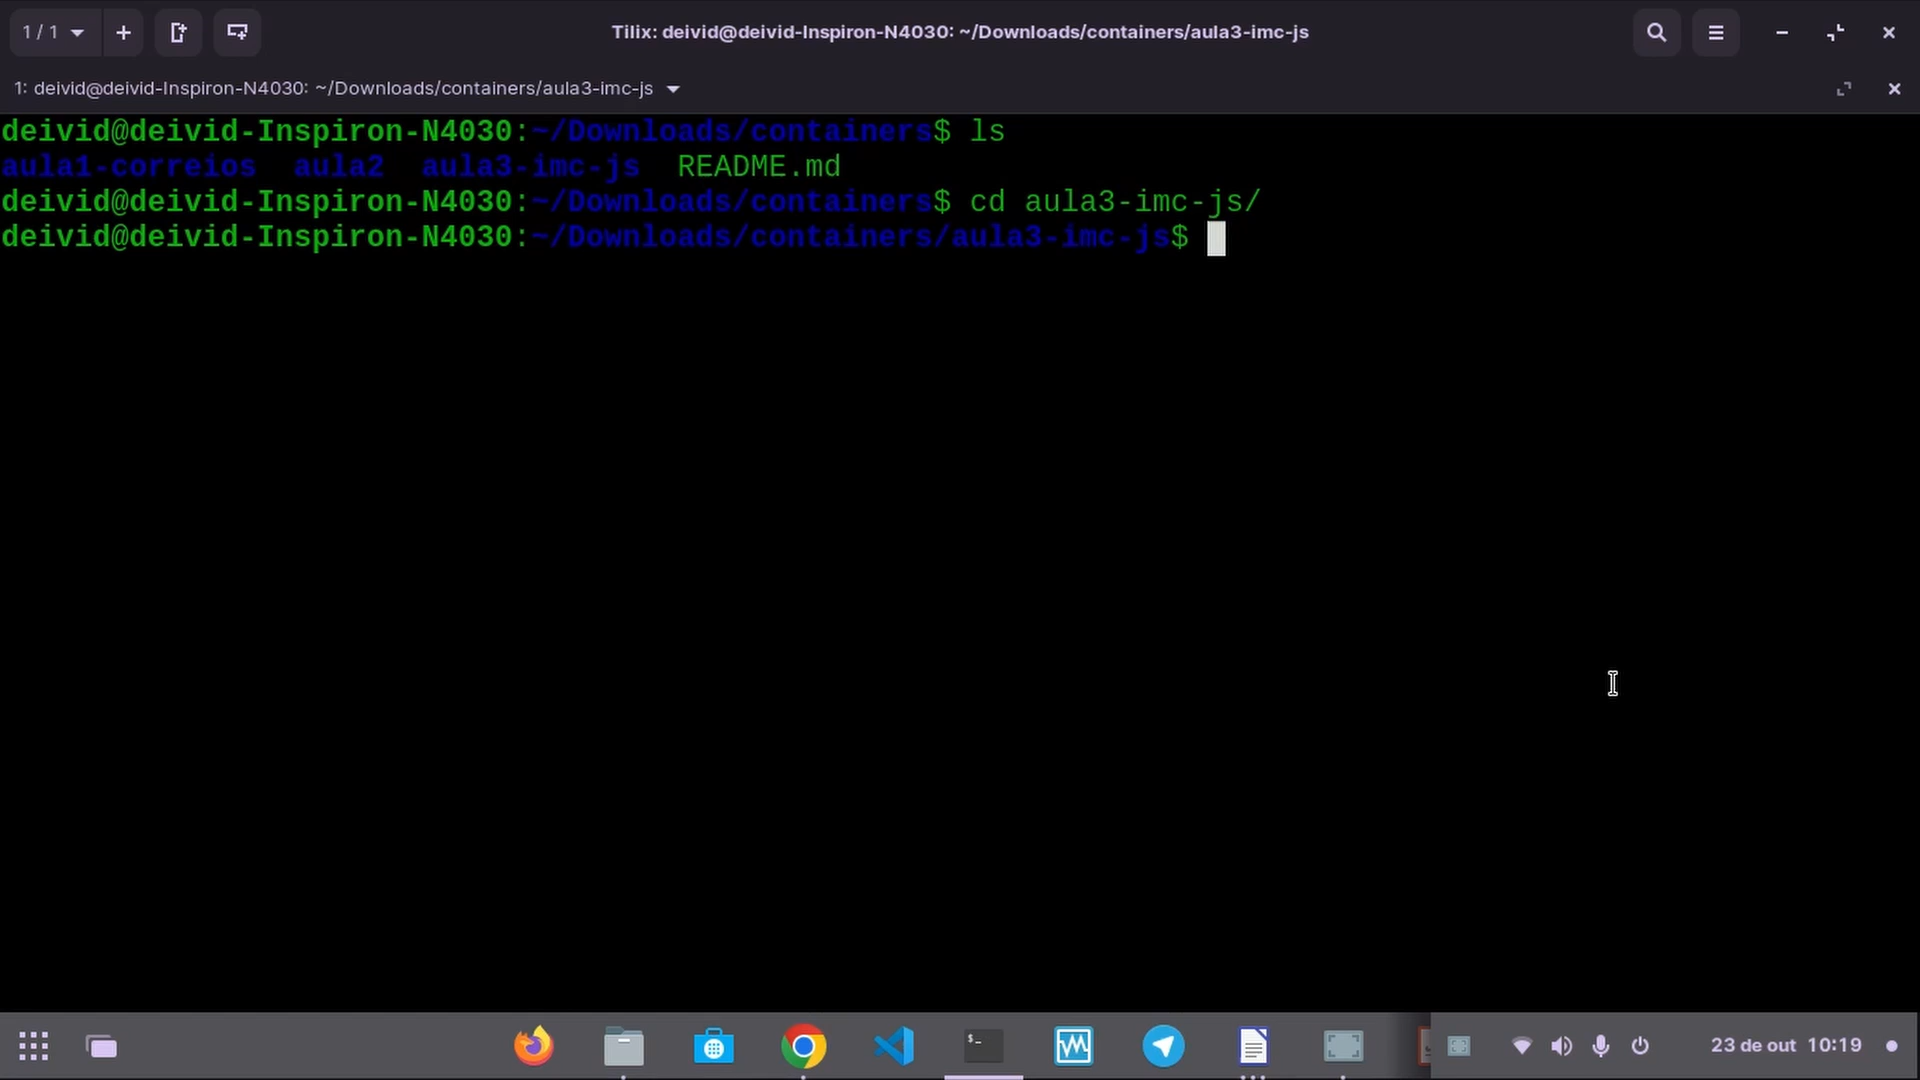 1 / 1
Tilix: deivid@deivid-Inspiron-N4030: ~/Downloads/containers/aula3-imc-js
1: deivid@deivid-Inspiron-N4030: ~/Downloads/containers/aula3-imc-js
deivid@deivid-Inspiron-N4030:~/Downloads/containers$ ls
aula1-correios  aula2  aula3-imc-js  README.md
deivid@deivid-Inspiron-N4030:~/Downloads/containers$ cd aula3-imc-js/
deivid@deivid-Inspiron-N4030:~/Downloads/containers/aula3-imc-js$
23 de out 10:19